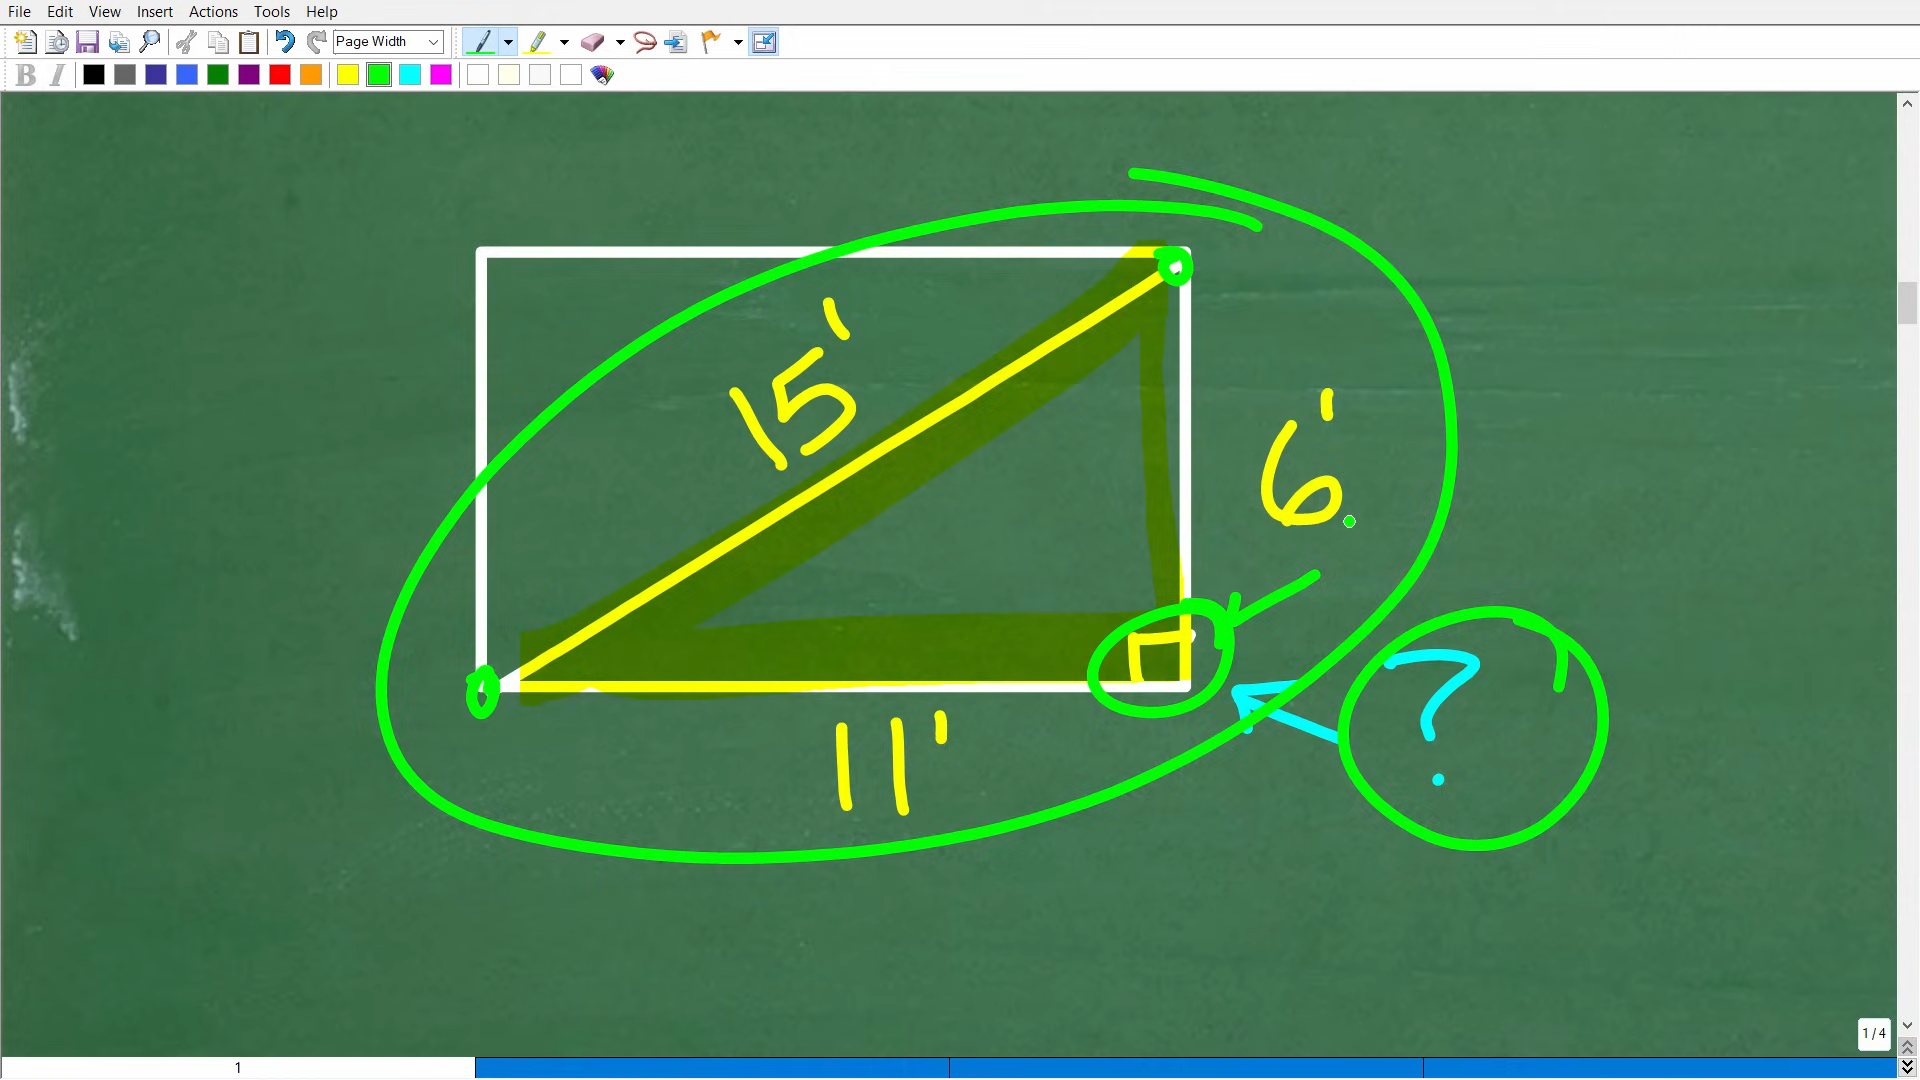 File Edit View Insert Actions Tools Help
Page Width
B I
15'
6'
11'
?
1 / 4
1